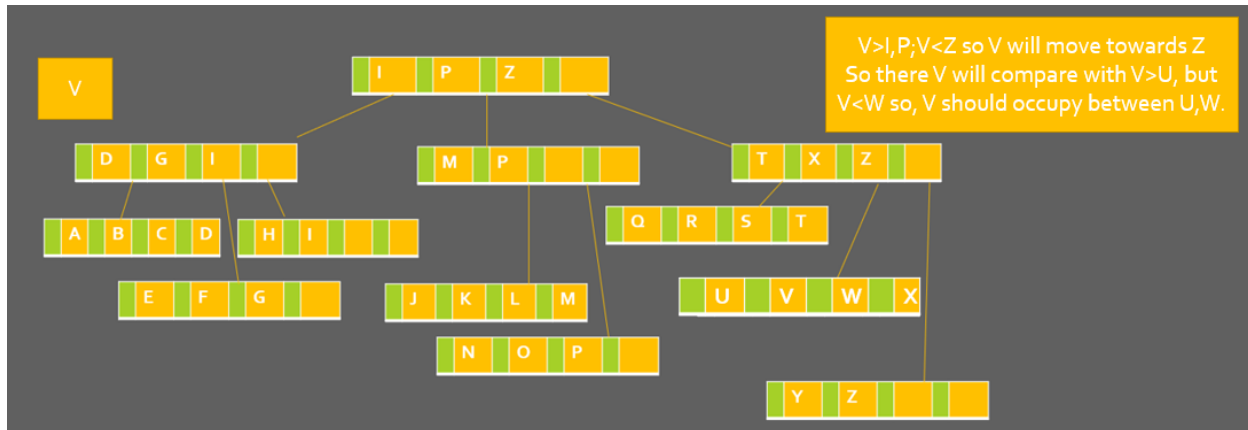 V>I,P;V<Z so V will move towards Z
So there V will compare with V>U, but
V<W so, V should occupy between U,W.
V
I P Z
D G I
M P
T X Z
A B C D
H I
Q R S T
E F G
J K L M
U V W X
N O P
Y Z